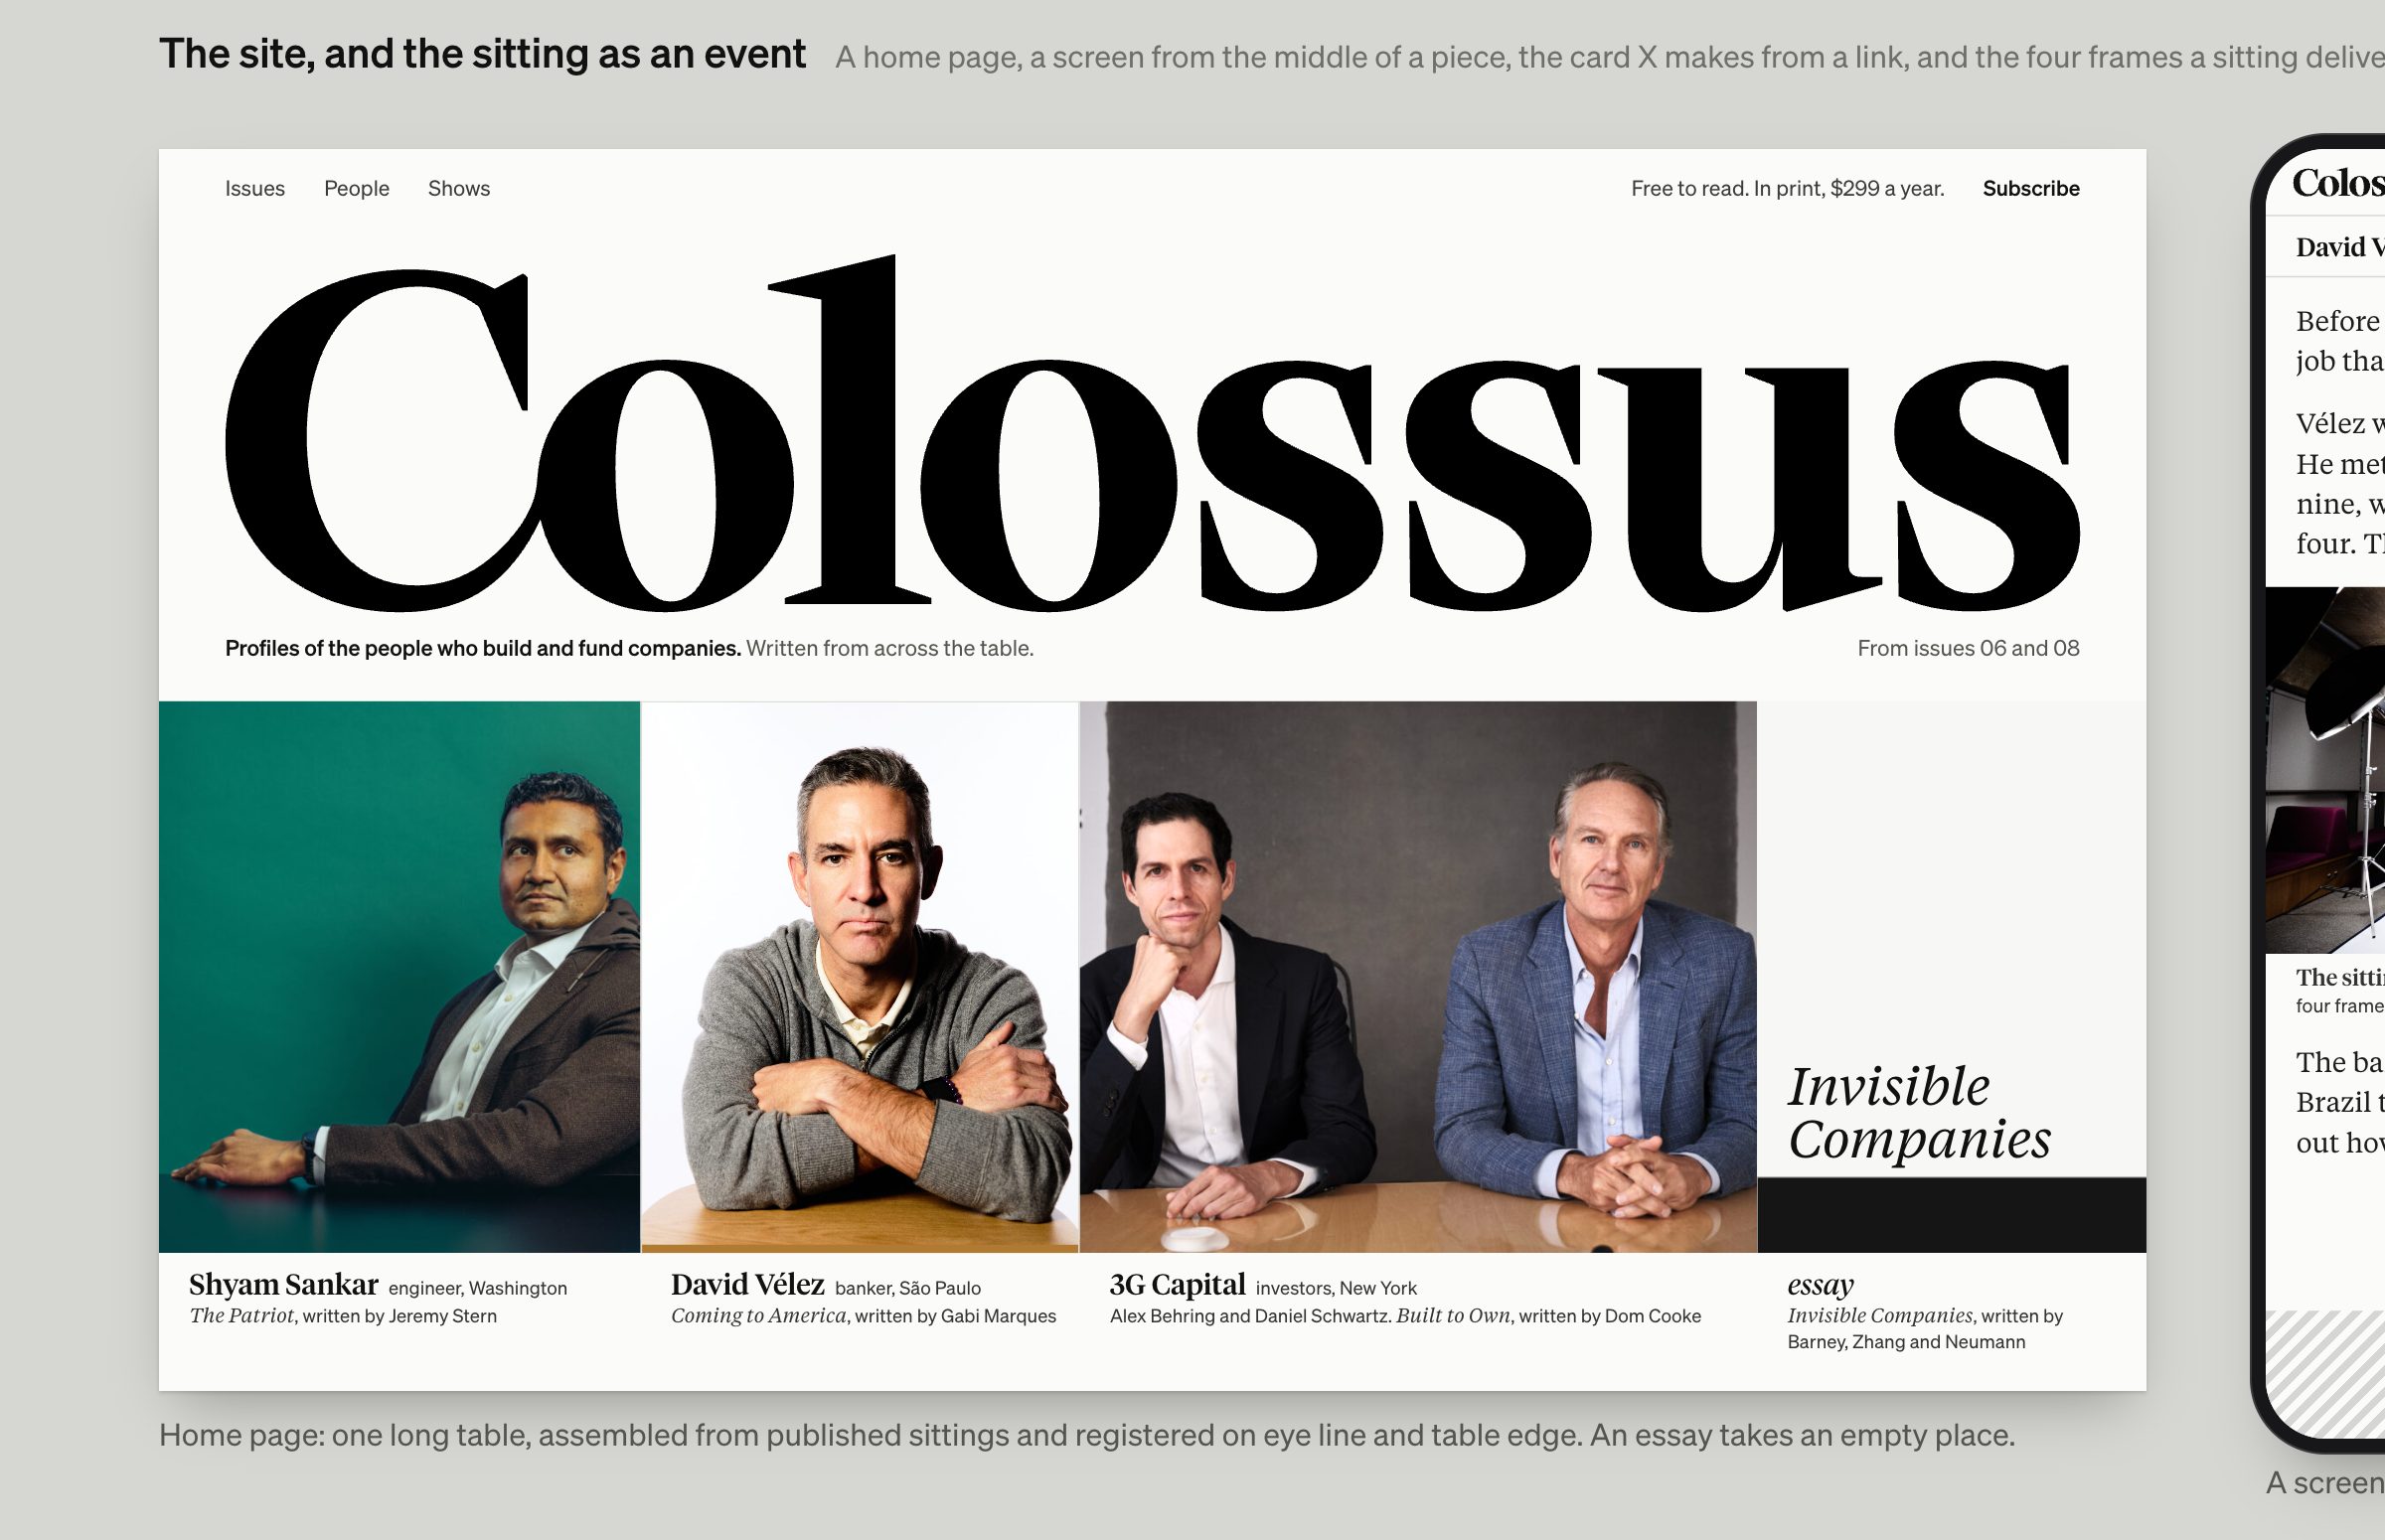 The site, and the sitting as an event A home page, a screen from the middle of a piece, the card X makes from a link, and the four frames a sitting delive
Issues People Shows Free to read. In print, $299 a year. Subscribe
Colossus
Profiles of the people who build and fund companies. Written from across the table. From issues 06 and 08
Invisible
Companies
Shyam Sankar engineer, Washington
The Patriot, written by Jeremy Stern
David Vélez banker, São Paulo
Coming to America, written by Gabi Marques
3G Capital investors, New York
Alex Behring and Daniel Schwartz. Built to Own, written by Dom Cooke
essay
Invisible Companies, written by
Barney, Zhang and Neumann
Home page: one long table, assembled from published sittings and registered on eye line and table edge. An essay takes an empty place.
Colos
David V
Before
job tha
Vélez w
He met
nine, w
four. Th
The sittin
four frame
The ba
Brazil t
out how
A screen